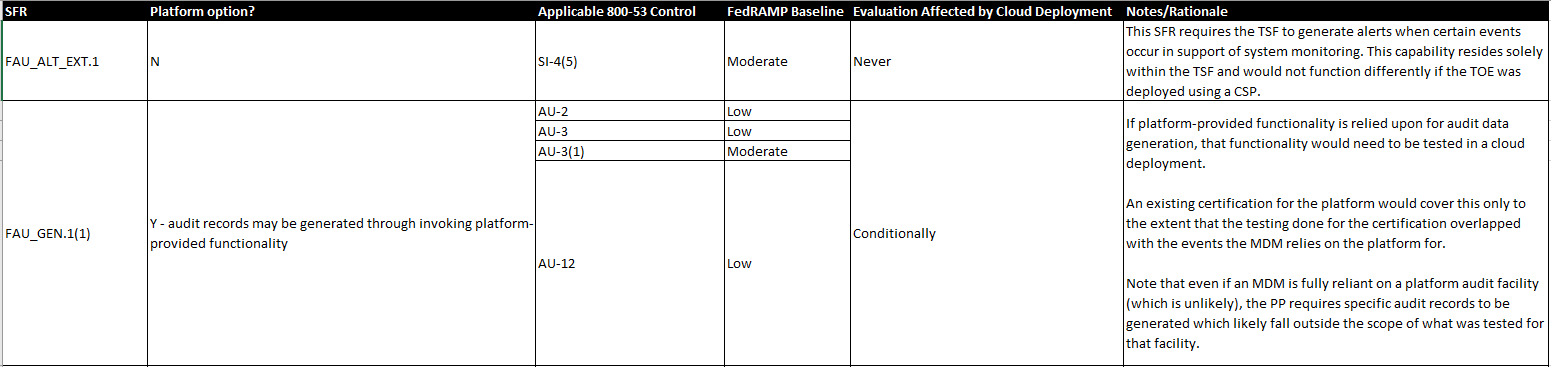 SFR
Platform option?
Applicable 800-53 Control
FedRAMP Baseline
Evaluation Affected by Cloud Deployment
Notes/Rationale
FAU_ALT_EXT.1
N
SI-4(5)
Moderate
Never
This SFR requires the TSF to generate alerts when certain events
occur in support of system monitoring. This capability resides solely
within the TSF and would not function differently if the TOE was
deployed using a CSP.
FAU_GEN.1(1)
Y - audit records may be generated through invoking platform-
provided functionality
AU-2
Low
AU-3
Low
AU-3(1)
Moderate
AU-12
Low
Conditionally
If platform-provided functionality is relied upon for audit data
generation, that functionality would need to be tested in a cloud
deployment.
An existing certification for the platform would cover this only to
the extent that the testing done for the certification overlapped
with the events the MDM relies on the platform for.
Note that even if an MDM is fully reliant on a platform audit facility
(which is unlikely), the PP requires specific audit records to be
generated which likely fall outside the scope of what was tested for
that facility.